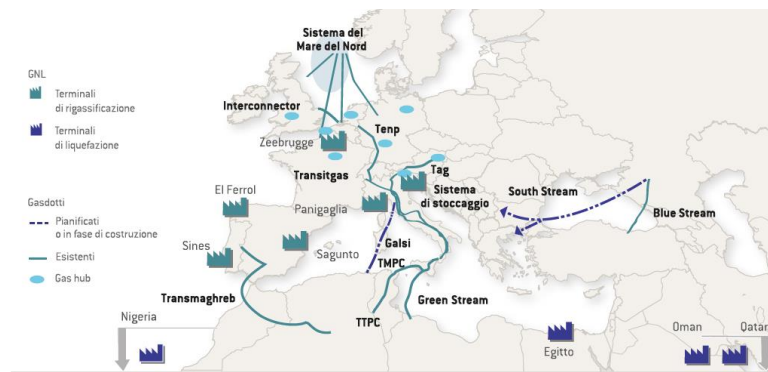 Sistema del
Mare del Nord
GNL
Terminali
di rigassificazione
Terminali
di liquefazione
Interconnector
Zeebrugge
Tenp
Transitgas
Tag
El Ferrol
Panigaglia
Sistema
di stoccaggio
South Stream
Blue Stream
Gasdotti
Pianificati
o in fase di costruzione
Esistenti
Gas hub
Sines
Sagunto
Galsi
TMPC
Transmaghreb
Green Stream
TTPC
Nigeria
Egitto
Oman
Qatar